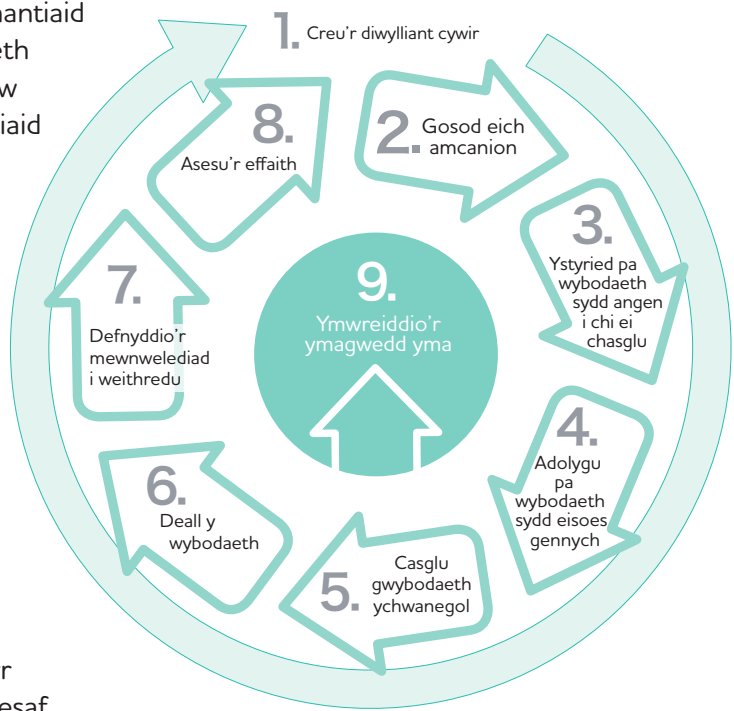 1. Creu'r diwylliant cywir
2. Gosod eich
amcanion
3.
Ystyried pa
wybodaeth
sydd angen
i chi ei
chasglu
4.
Adolygu
pa
wybodaeth
sydd eisoes
gennych
5. Casglu
gwybodaeth
ychwanegol
6.
Deall y
wybodaeth
7.
Defnyddio'r
mewnwelediad
i weithredu
8.
Asesu'r effaith
9.
Ymwreiddio'r
ymagwedd yma